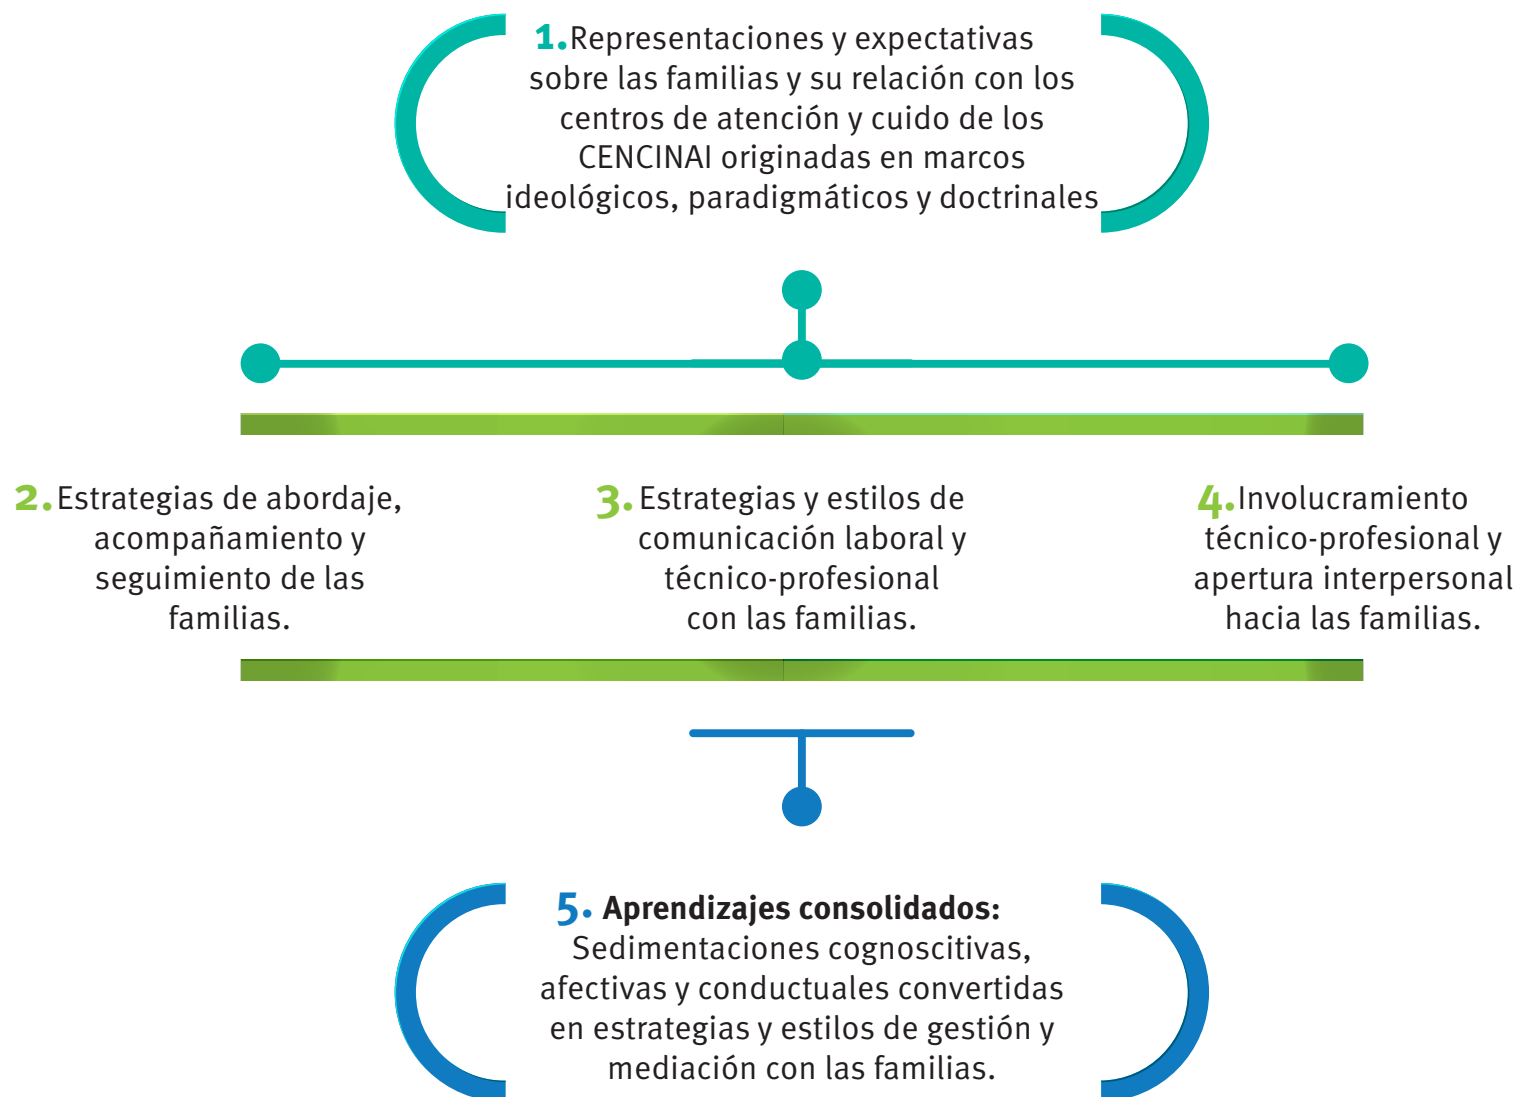 1. Representaciones y expectativas
sobre las familias y su relación con los
centros de atención y cuido de los
CENCINAI originadas en marcos
ideológicos, paradigmáticos y doctrinales
2. Estrategias de abordaje,
acompañamiento y
seguimiento de las
familias.
3. Estrategias y estilos de
comunicación laboral y
técnico-profesional
con las familias.
4. Involucramiento
técnico-profesional y
apertura interpersonal
hacia las familias.
5. Aprendizajes consolidados:
Sedimentaciones cognoscitivas,
afectivas y conductuales convertidas
en estrategias y estilos de gestión y
mediación con las familias.